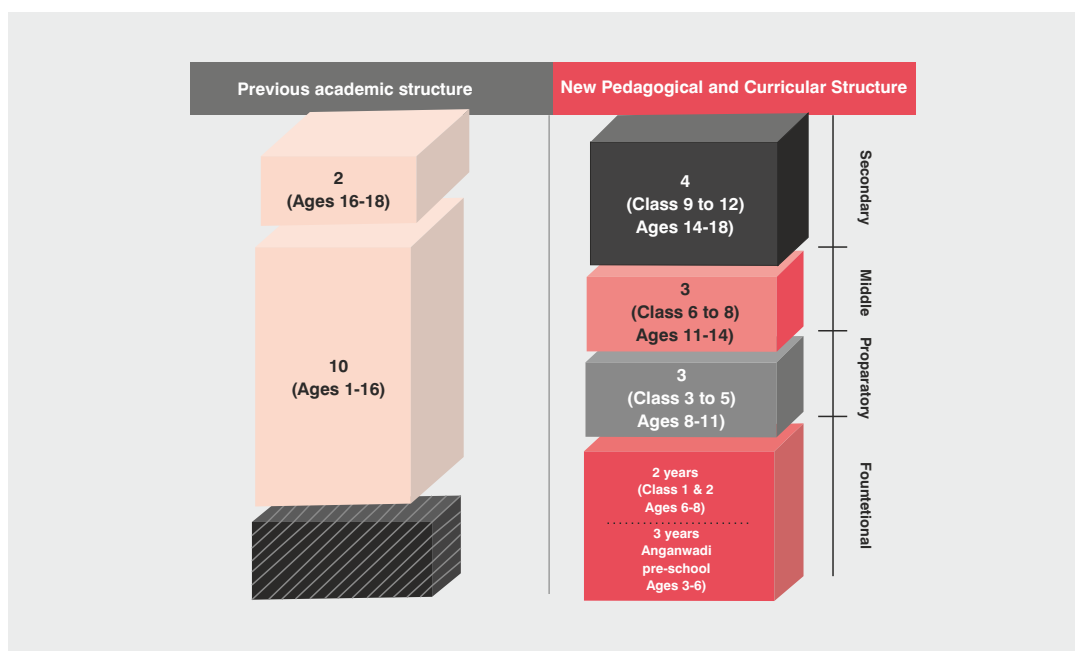 Previous academic structure
New Pedagogical and Curricular Structure
2
(Ages 16-18)
10
(Ages 1-16)
4
(Class 9 to 12)
Ages 14-18)
3
(Class 6 to 8)
Ages 11-14)
3
(Class 3 to 5)
Ages 8-11)
2 years
(Class 1 & 2
Ages 6-8)
3 years
Anganwadi
pre-school
Ages 3-6)
Secondary
Middle
Proparatory
Fountetional